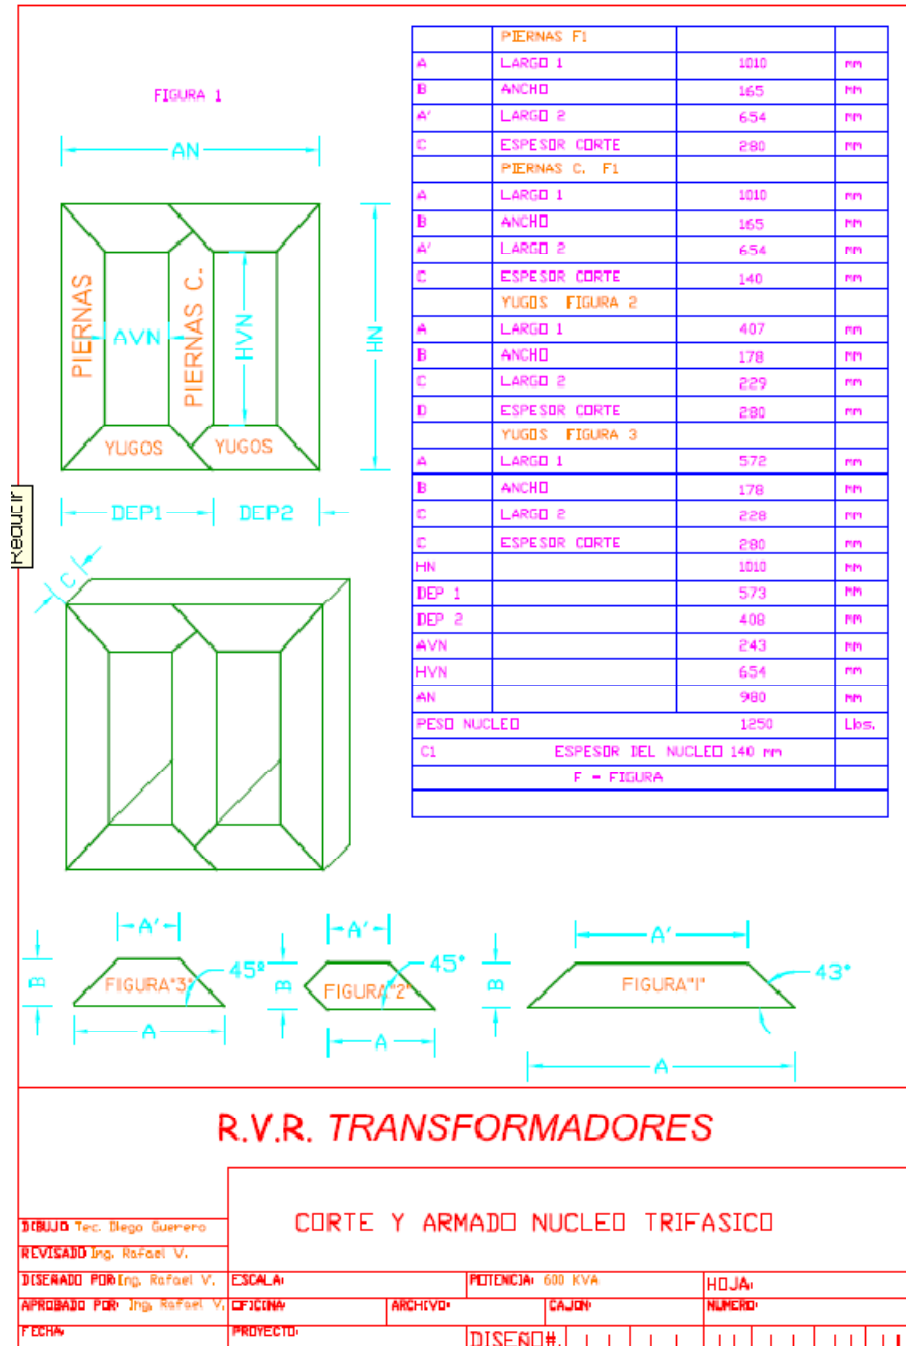 FIGURA 1
AN
PIERNAS
AVN
PIERNAS C.
HVN
HN
YUGOS
YUGOS
DEP1
DEP2
Reducir
C
PIERNAS F1
A LARGO 1 1010 mm
B ANCHO 165 mm
A' LARGO 2 654 mm
C ESPESOR CORTE 280 mm
PIERNAS C. F1
A LARGO 1 1010 mm
B ANCHO 165 mm
A' LARGO 2 654 mm
C ESPESOR CORTE 140 mm
YUGOS FIGURA 2
A LARGO 1 407 mm
B ANCHO 178 mm
C LARGO 2 229 mm
D ESPESOR CORTE 280 mm
YUGOS FIGURA 3
A LARGO 1 572 mm
B ANCHO 178 mm
C LARGO 2 228 mm
C ESPESOR CORTE 280 mm
HN 1010 mm
DEP 1 573 mm
DEP 2 408 mm
AVN 243 mm
HVN 654 mm
AN 980 mm
PESO NUCLEO 1250 Lbs.
C1 ESPESOR DEL NUCLEO 140 mm
F = FIGURA
A'
B
FIGURA"3"
45º
A
A'
B
FIGURA"2"
45°
A
A'
B
FIGURA"1"
43°
A
R.V.R. TRANSFORMADORES
CORTE Y ARMADO NUCLEO TRIFASICO
DIBUJO: Tec. Diego Guerrero
REVISADO Ing. Rafael V.
DISEÑADO POR: Ing. Rafael V. ESCALA: POTENCIA: 600 KVA HOJA:
APROBADO POR: Ing. Rafael V. OFICINA: ARCHIVO: CAJON: NUMERO:
FECHA: PROYECTO: DISEÑO#.